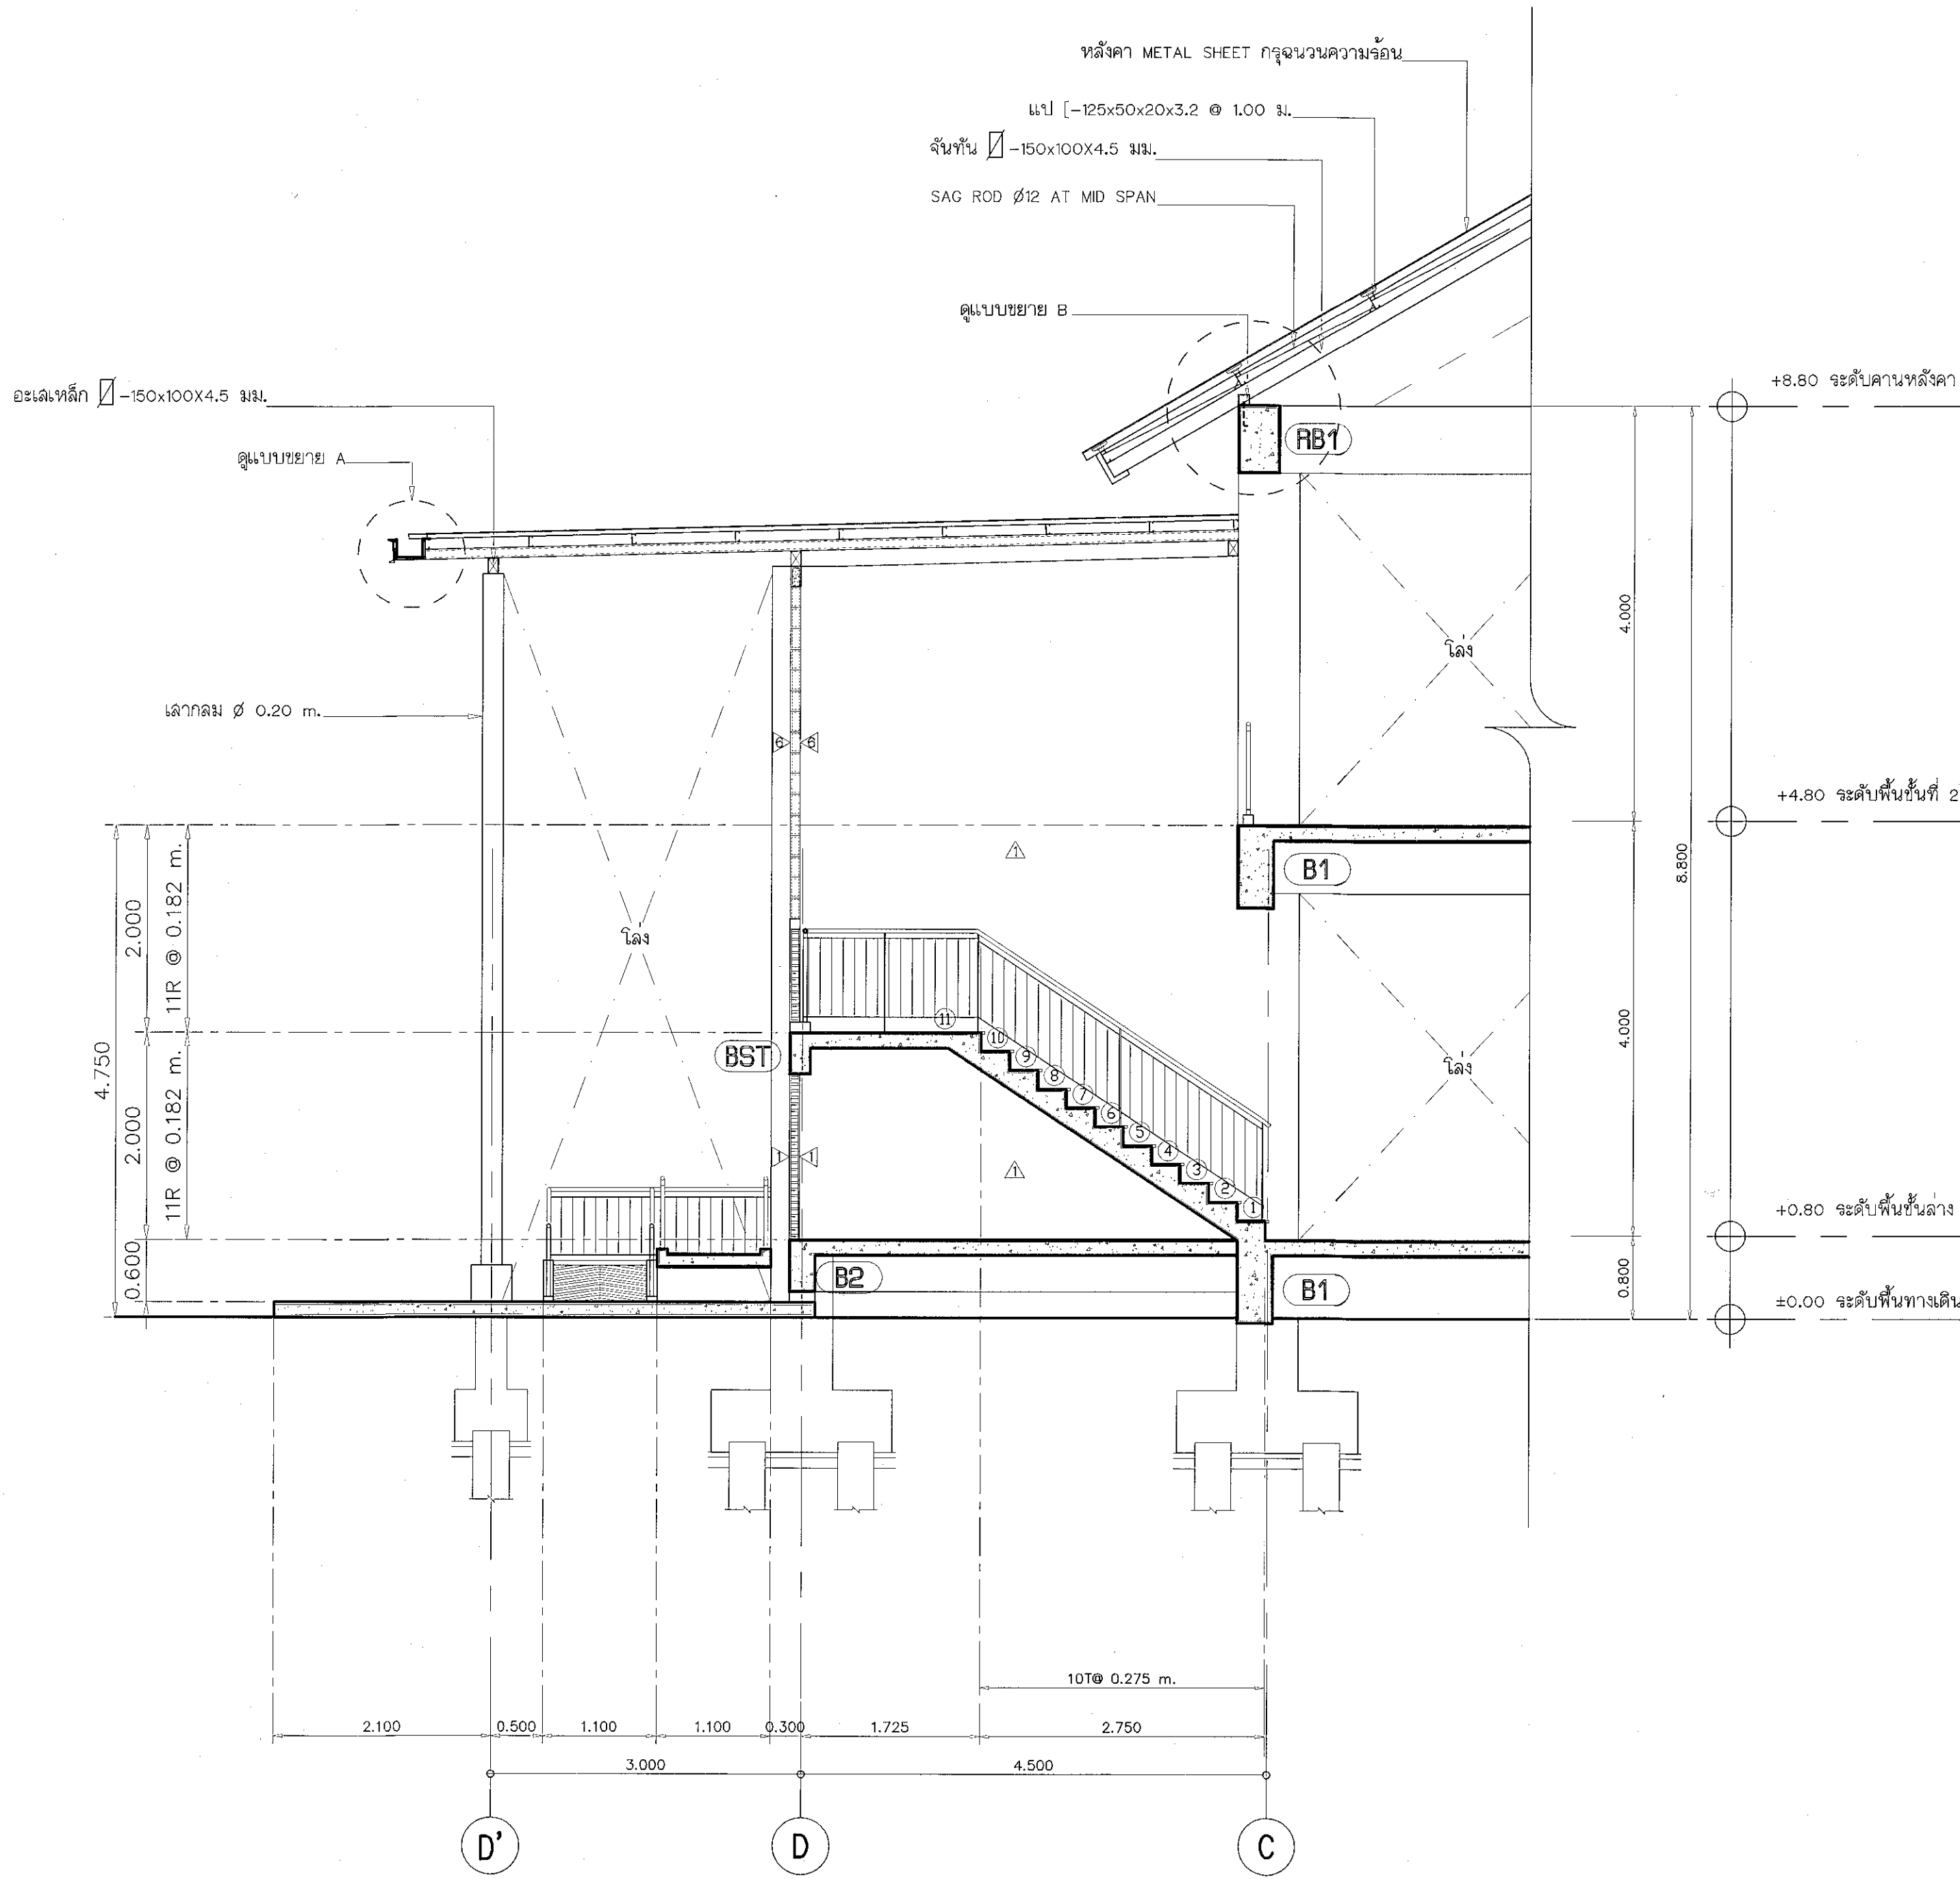 หลังคา METAL SHEET กรุฉนวนความร้อน
แป [-125x50x20x3.2 @ 1.00 ม.
จันทัน -150x100X4.5 มม.
SAG ROD Ø12 AT MID SPAN
ดูแบบขยาย B
อะเสเหล็ก -150x100X4.5 มม.
ดูแบบขยาย A
+8.80 ระดับคานหลังคา
RB1
4.000
โล่ง
เสากลม Ø 0.20 m.
6 6
+4.80 ระดับพื้นชั้นที่ 2
1
B1
8.800
2.000
11R @ 0.182 m.
โล่ง
11
10
9
8
7
6
5
4
3
2
1
BST
4.750
2.000
11R @ 0.182 m.
4.000
โล่ง
1 1
1
+0.80 ระดับพื้นชั้นล่าง
0.600
B2
B1
0.800
±0.00 ระดับพื้นทางเดิน
10T@ 0.275 m.
2.100 0.500 1.100 1.100 0.300 1.725 2.750
3.000 4.500
D' D C